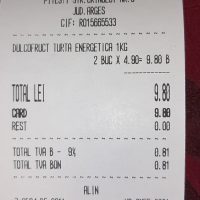 JUD.ARGES
CIF: RO15665533
DULCOFRUCT TURTA ENERGETICA 1KG
2 BUC X 4.90= 9.80 B
TOTAL LEI 9.80
CARD 9.80
REST 0.00
TOTAL TVA B - 9% 0.81
TOTAL TVA BON 0.81
ALIN